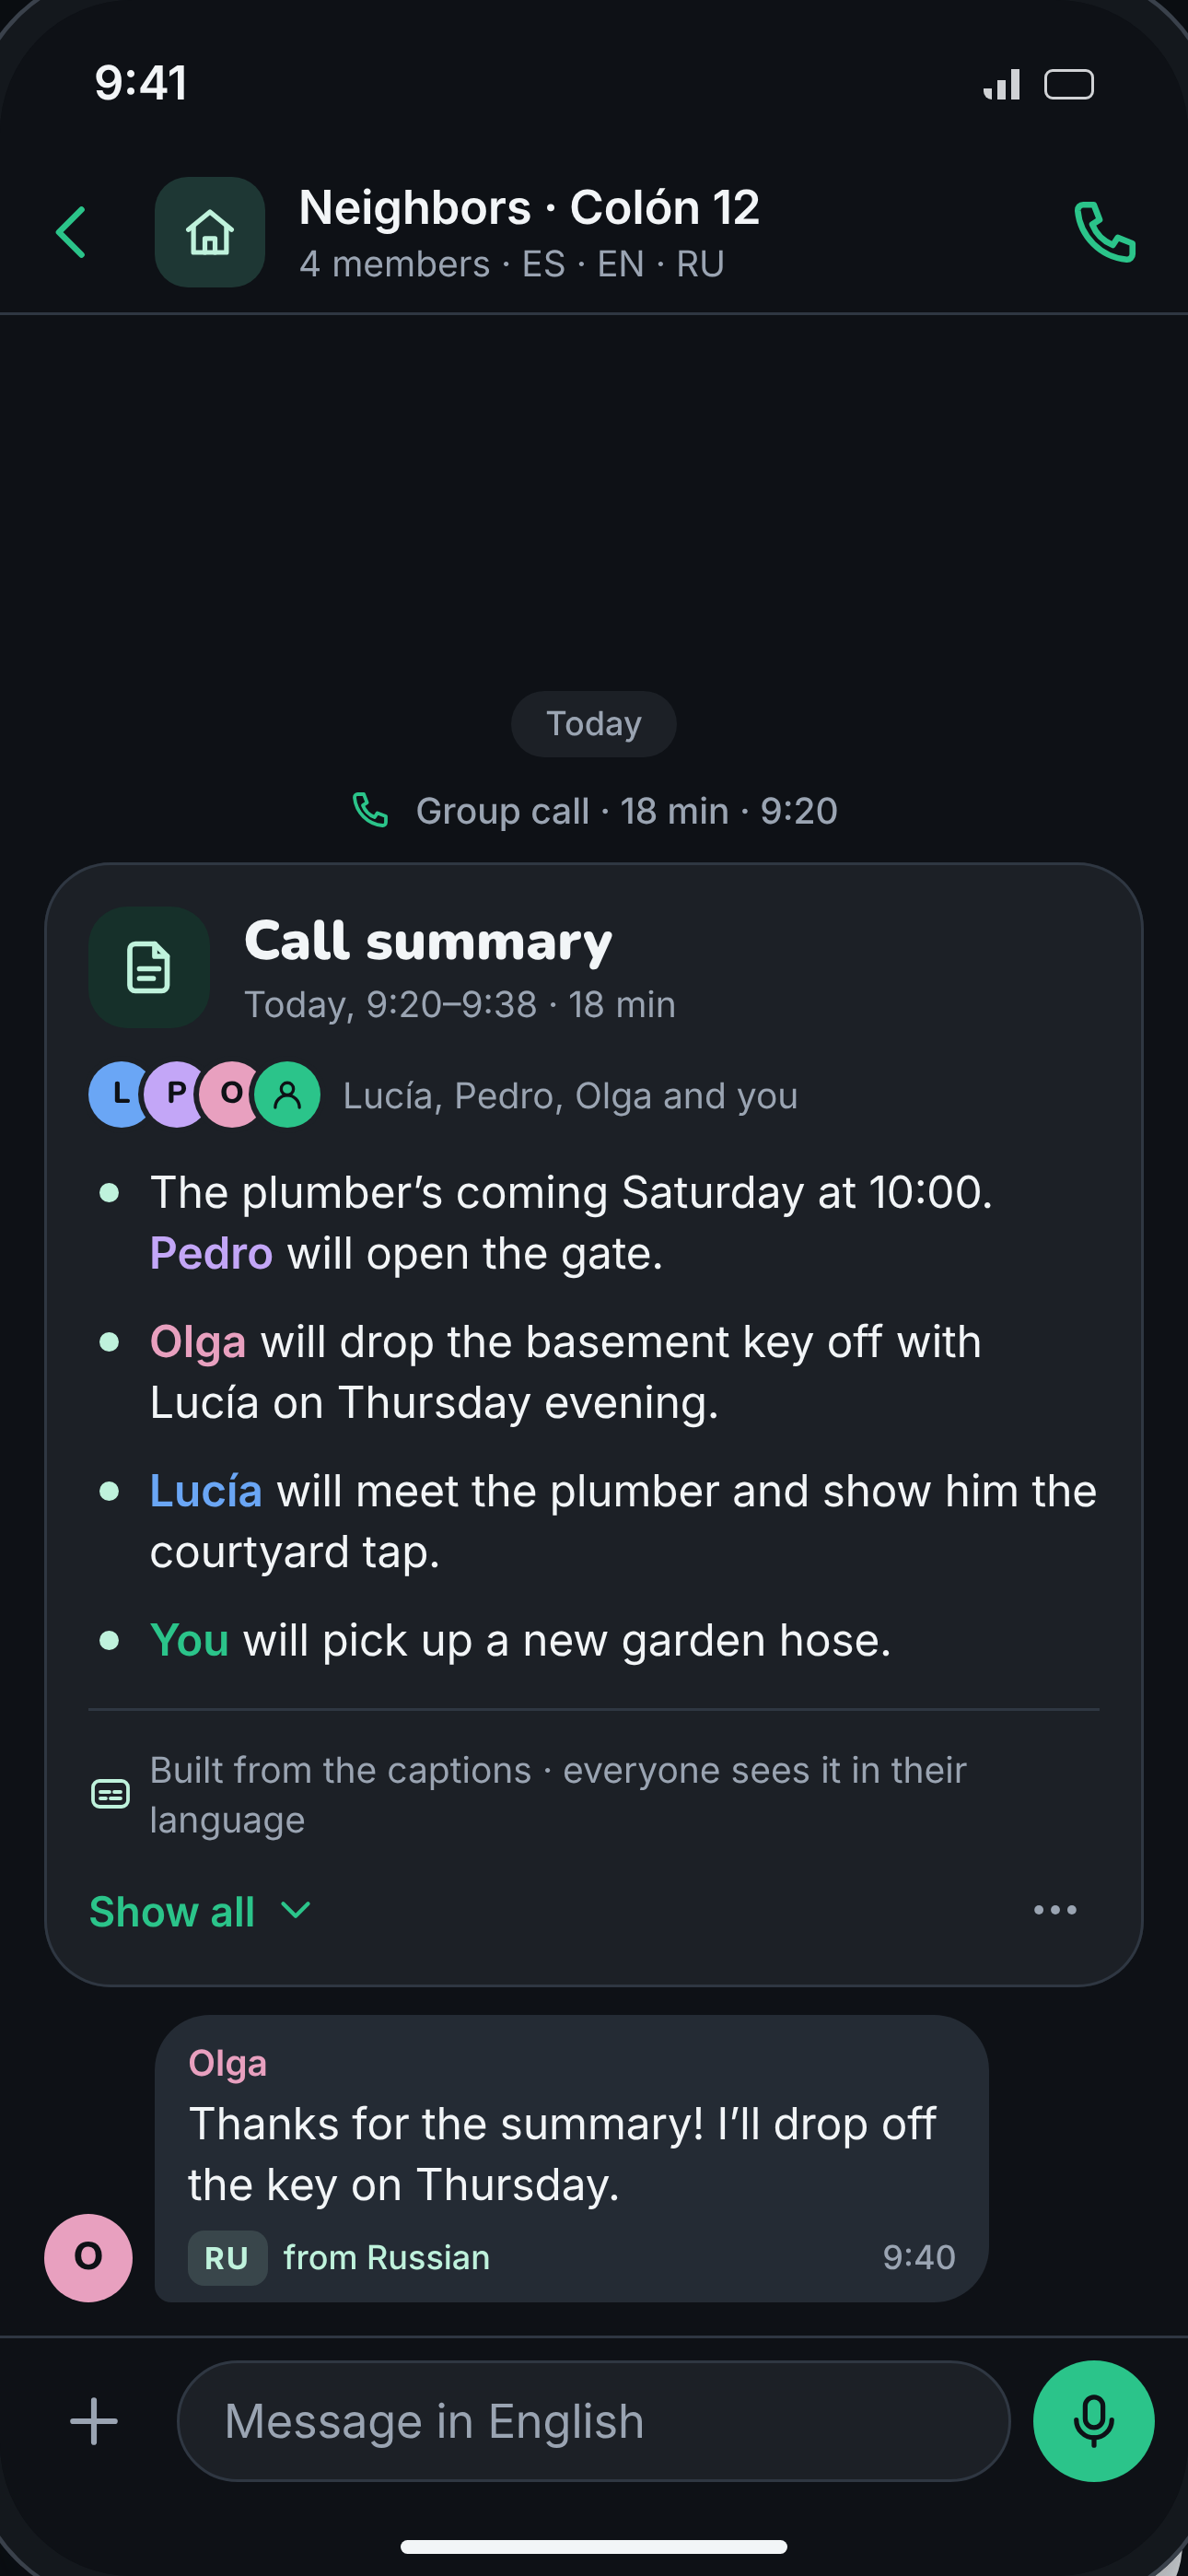 9:41
Neighbors · Colón 12
4 members · ES · EN · RU
Today
Group call · 18 min · 9:20
Call summary
Today, 9:20–9:38 · 18 min
L P O Lucía, Pedro, Olga and you
The plumber’s coming Saturday at 10:00.
Pedro will open the gate.
Olga will drop the basement key off with
Lucía on Thursday evening.
Lucía will meet the plumber and show him the
courtyard tap.
You will pick up a new garden hose.
Built from the captions · everyone sees it in their
language
Show all
Olga
Thanks for the summary! I’ll drop off
the key on Thursday.
O
RU from Russian 9:40
Message in English